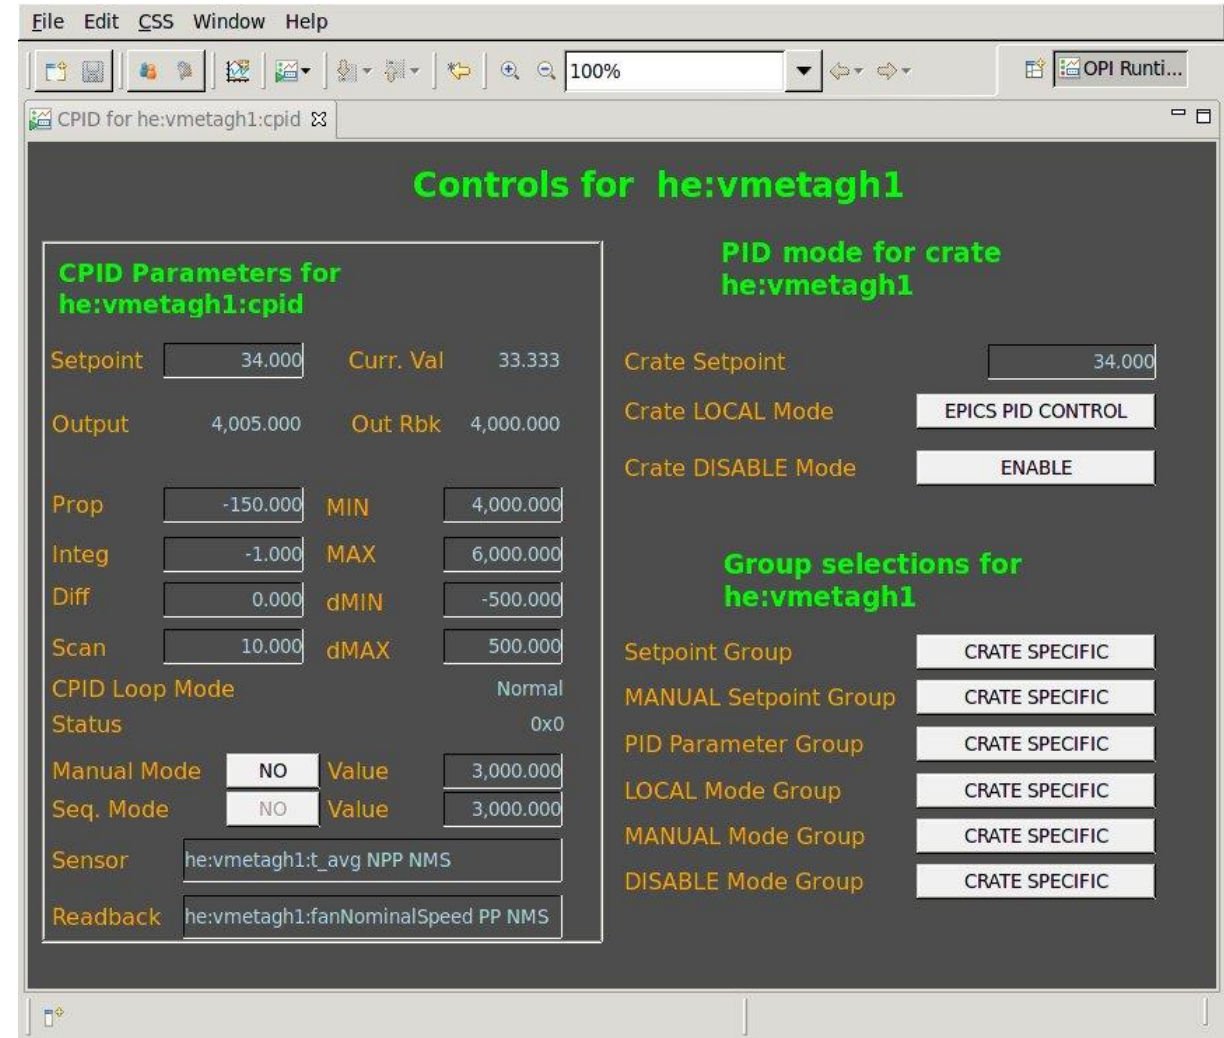 File Edit CSS Window Help
100%
OPI Runti...
CPID for he:vmetagh1:cpid
Controls for he:vmetagh1
CPID Parameters for
he:vmetagh1:cpid
Setpoint 34.000 Curr. Val 33.333
Output 4,005.000 Out Rbk 4,000.000
Prop -150.000 MIN 4,000.000
Integ -1.000 MAX 6,000.000
Diff 0.000 dMIN -500.000
Scan 10.000 dMAX 500.000
CPID Loop Mode Normal
Status 0x0
Manual Mode NO Value 3,000.000
Seq. Mode NO Value 3,000.000
Sensor he:vmetagh1:t_avg NPP NMS
Readback he:vmetagh1:fanNominalSpeed PP NMS
PID mode for crate
he:vmetagh1
Crate Setpoint 34.000
Crate LOCAL Mode EPICS PID CONTROL
Crate DISABLE Mode ENABLE
Group selections for
he:vmetagh1
Setpoint Group CRATE SPECIFIC
MANUAL Setpoint Group CRATE SPECIFIC
PID Parameter Group CRATE SPECIFIC
LOCAL Mode Group CRATE SPECIFIC
MANUAL Mode Group CRATE SPECIFIC
DISABLE Mode Group CRATE SPECIFIC